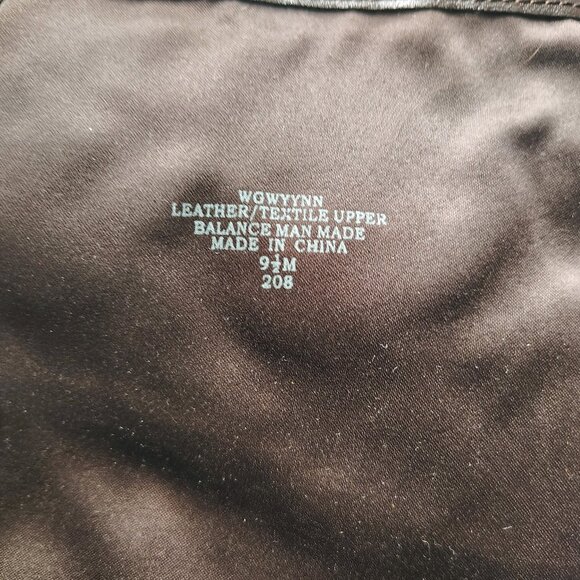 WGWYYNN
LEATHER/TEXTILE UPPER
BALANCE MAN MADE
MADE IN CHINA
9½M
208